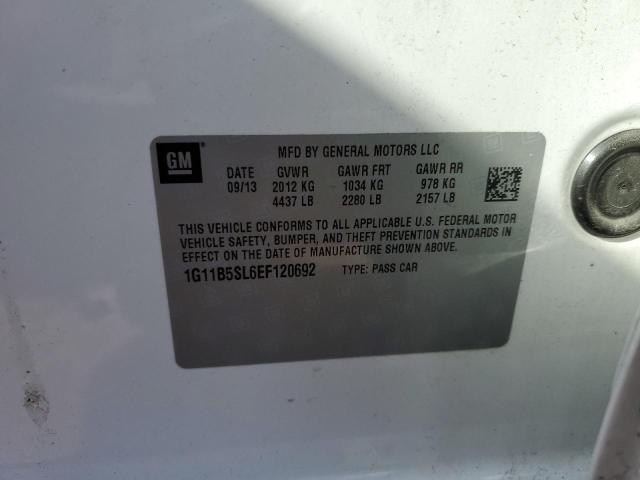 GM
MFD BY GENERAL MOTORS LLC
DATE GVWR GAWR FRT GAWR RR
09/13 2012 KG 1034 KG 978 KG
4437 LB 2280 LB 2157 LB
THIS VEHICLE CONFORMS TO ALL APPLICABLE U.S. FEDERAL MOTOR
VEHICLE SAFETY, BUMPER, AND THEFT PREVENTION STANDARDS IN
EFFECT ON THE DATE OF MANUFACTURE SHOWN ABOVE.
1G11B5SL6EF120692 TYPE: PASS CAR